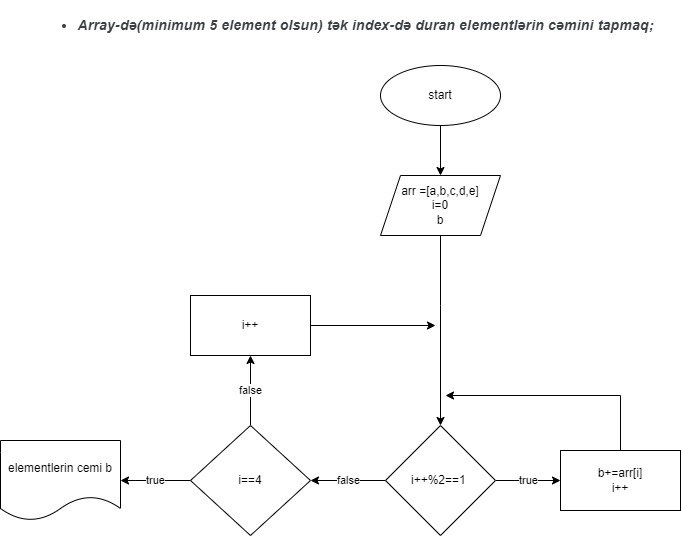 Array-də(minimum 5 element olsun) tək index-də duran elementlərin cəmini tapmaq;
start
arr =[a,b,c,d,e]
i=0
b
i++
false
elementlerin cemi b
true
i==4
false
i++%2==1
true
b+=arr[i]
i++